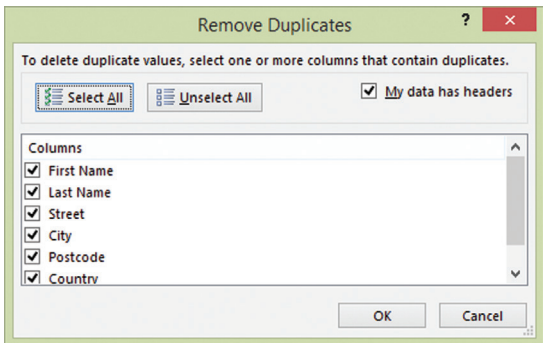 Remove Duplicates
?
To delete duplicate values, select one or more columns that contain duplicates.
Select All Unselect All My data has headers
Columns
First Name
Last Name
Street
City
Postcode
Country
OK Cancel